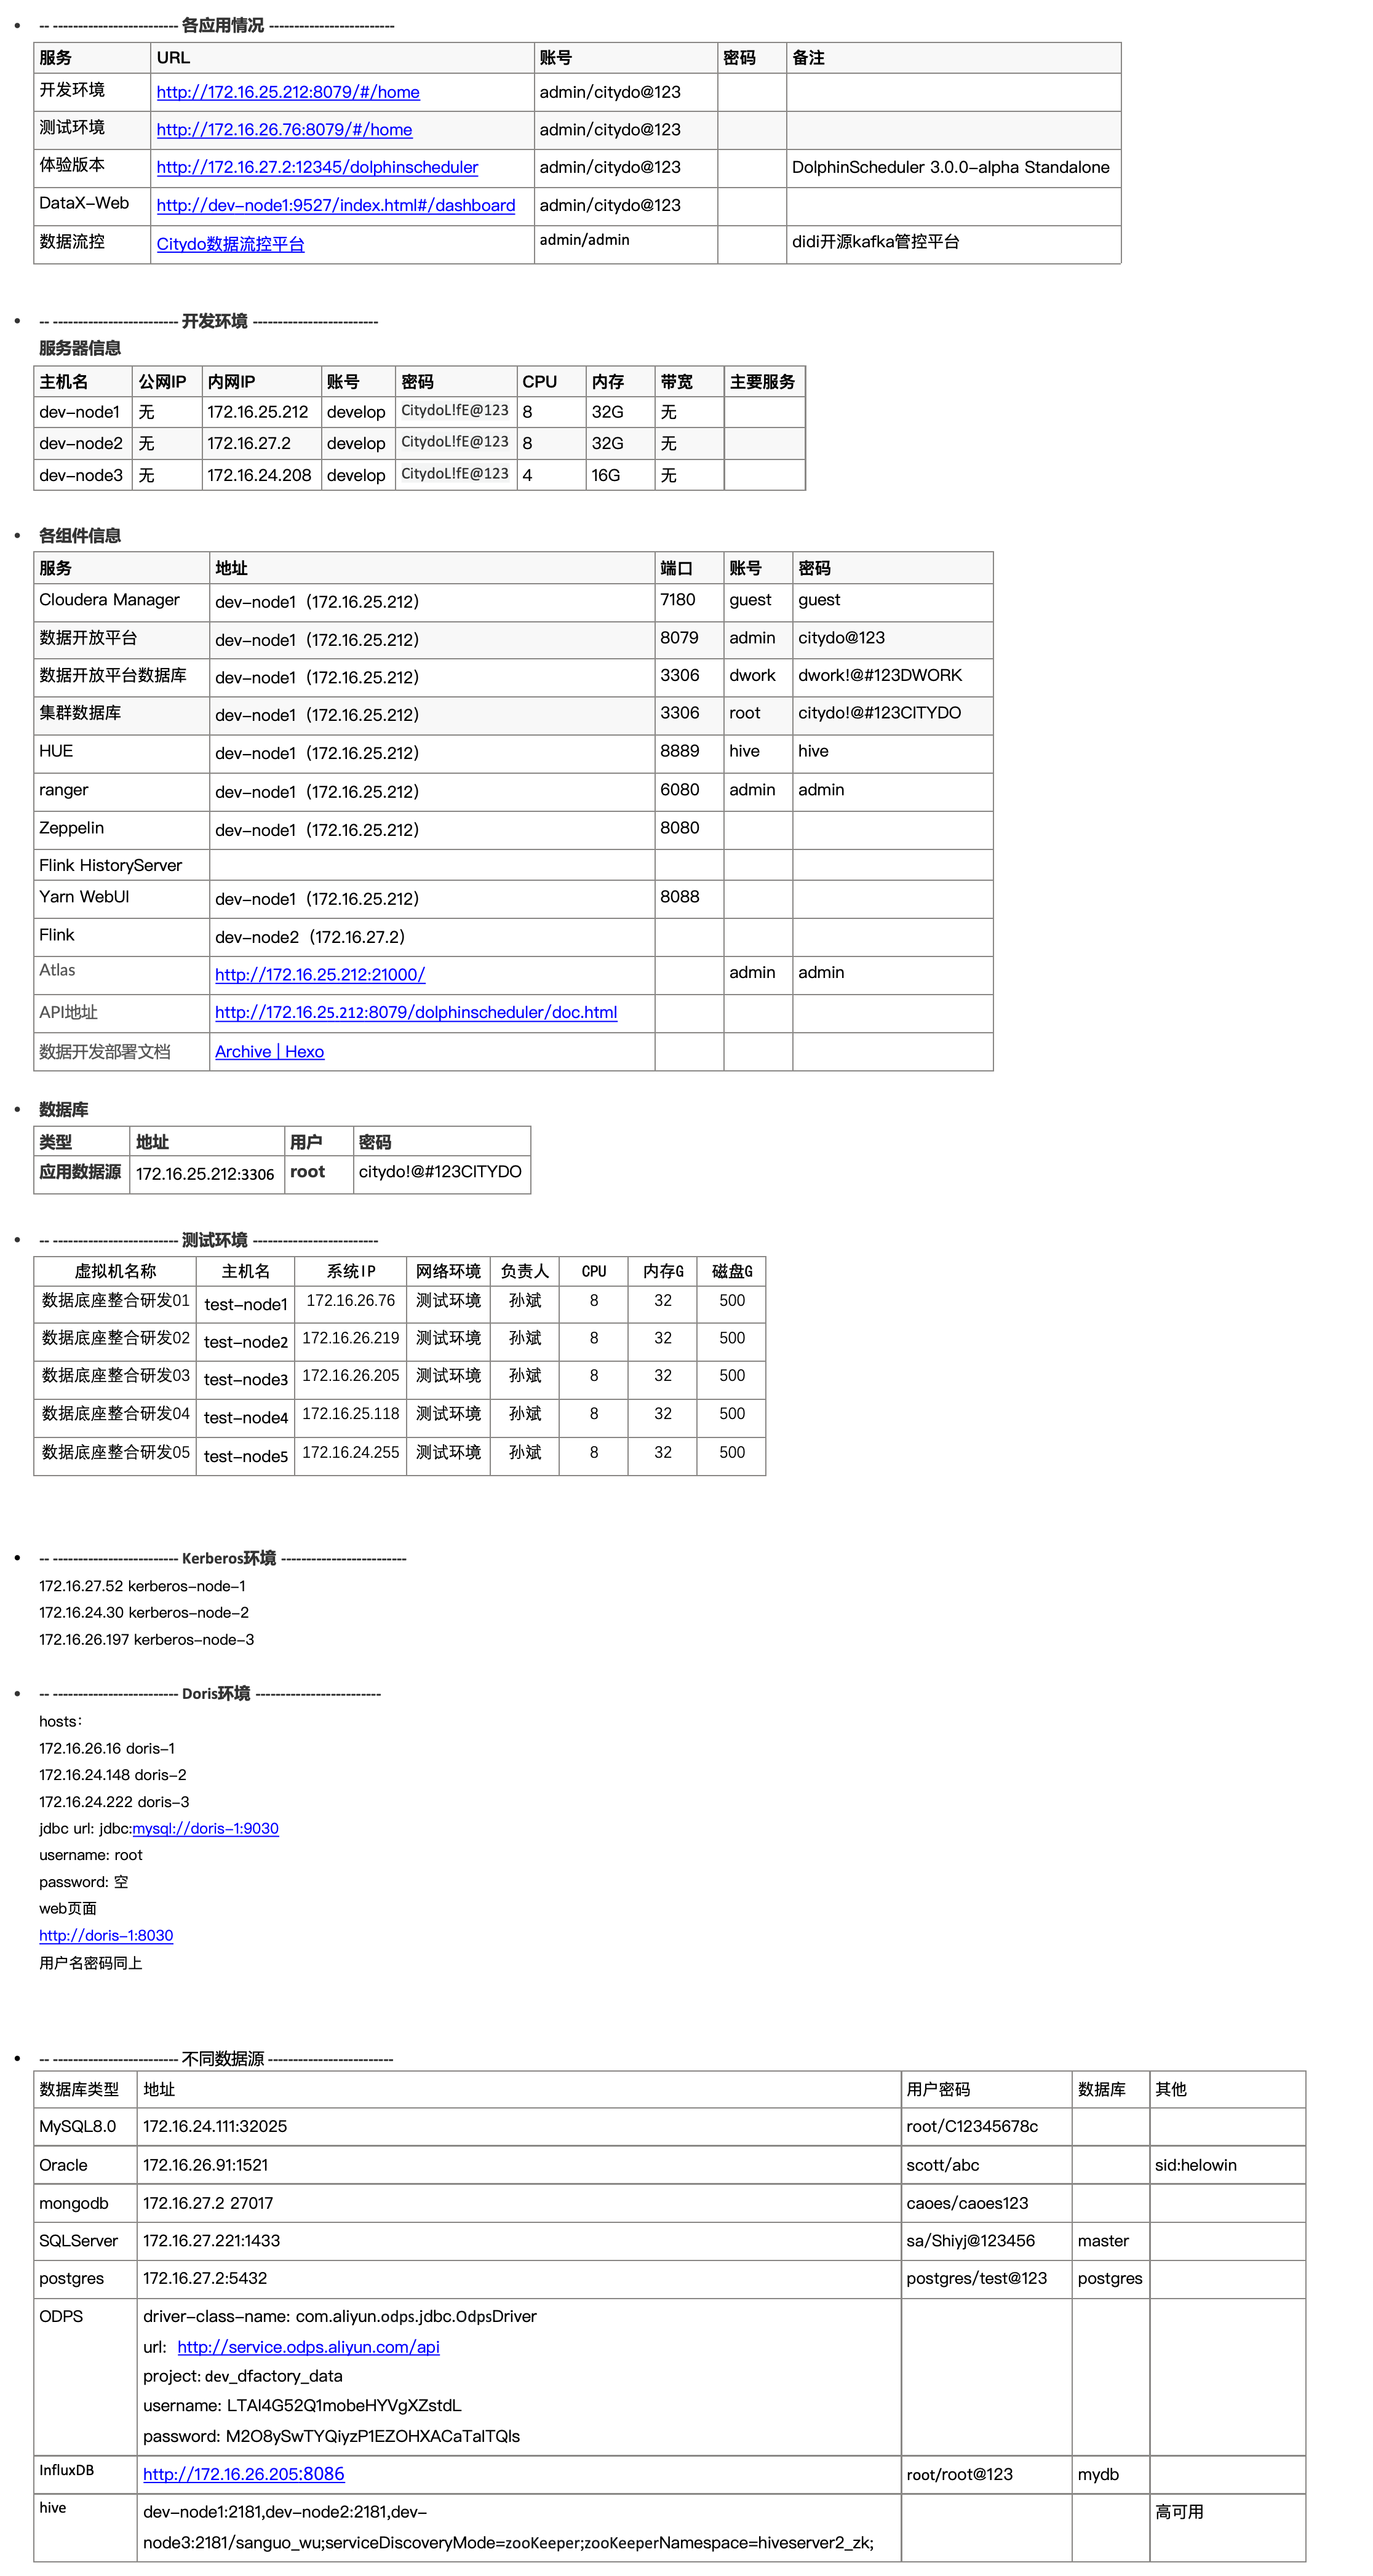 -- ------------------------- 各应用情况 -------------------------
服务 URL 账号 密码 备注
开发环境 http://172.16.25.212:8079/#/home admin/citydo@123
测试环境 http://172.16.26.76:8079/#/home admin/citydo@123
体验版本 http://172.16.27.2:12345/dolphinscheduler admin/citydo@123 DolphinScheduler 3.0.0-alpha Standalone
DataX-Web http://dev-node1:9527/index.html#/dashboard admin/citydo@123
数据流控 Citydo数据流控平台 admin/admin didi开源kafka管控平台
-- ------------------------- 开发环境 -------------------------
服务器信息
主机名 公网IP 内网IP 账号 密码 CPU 内存 带宽 主要服务
dev-node1 无 172.16.25.212 develop CitydoL!fE@123 8 32G 无
dev-node2 无 172.16.27.2 develop CitydoL!fE@123 8 32G 无
dev-node3 无 172.16.24.208 develop CitydoL!fE@123 4 16G 无
各组件信息
服务 地址 端口 账号 密码
Cloudera Manager dev-node1（172.16.25.212） 7180 guest guest
数据开放平台 dev-node1（172.16.25.212） 8079 admin citydo@123
数据开放平台数据库 dev-node1（172.16.25.212） 3306 dwork dwork!@#123DWORK
集群数据库 dev-node1（172.16.25.212） 3306 root citydo!@#123CITYDO
HUE dev-node1（172.16.25.212） 8889 hive hive
ranger dev-node1（172.16.25.212） 6080 admin admin
Zeppelin dev-node1（172.16.25.212） 8080
Flink HistoryServer
Yarn WebUI dev-node1（172.16.25.212） 8088
Flink dev-node2（172.16.27.2）
Atlas http://172.16.25.212:21000/ admin admin
API地址 http://172.16.25.212:8079/dolphinscheduler/doc.html
数据开发部署文档 Archive | Hexo
数据库
类型 地址 用户 密码
应用数据源 172.16.25.212:3306 root citydo!@#123CITYDO
-- ------------------------- 测试环境 -------------------------
虚拟机名称 主机名 系统IP 网络环境 负责人 CPU 内存G 磁盘G
数据底座整合研发01 test-node1 172.16.26.76 测试环境 孙斌 8 32 500
数据底座整合研发02 test-node2 172.16.26.219 测试环境 孙斌 8 32 500
数据底座整合研发03 test-node3 172.16.26.205 测试环境 孙斌 8 32 500
数据底座整合研发04 test-node4 172.16.25.118 测试环境 孙斌 8 32 500
数据底座整合研发05 test-node5 172.16.24.255 测试环境 孙斌 8 32 500
-- ------------------------- Kerberos环境 -------------------------
172.16.27.52 kerberos-node-1
172.16.24.30 kerberos-node-2
172.16.26.197 kerberos-node-3
-- ------------------------- Doris环境 -------------------------
hosts：
172.16.26.16 doris-1
172.16.24.148 doris-2
172.16.24.222 doris-3
jdbc url: jdbc:mysql://doris-1:9030
username: root
password: 空
web页面
http://doris-1:8030
用户名密码同上
-- ------------------------- 不同数据源 -------------------------
数据库类型 地址 用户密码 数据库 其他
MySQL8.0 172.16.24.111:32025 root/C12345678c
Oracle 172.16.26.91:1521 scott/abc sid:helowin
mongodb 172.16.27.2 27017 caoes/caoes123
SQLServer 172.16.27.221:1433 sa/Shiyj@123456 master
postgres 172.16.27.2:5432 postgres/test@123 postgres
ODPS driver-class-name: com.aliyun.odps.jdbc.OdpsDriver
url: http://service.odps.aliyun.com/api
project: dev_dfactory_data
username: LTAI4G52Q1mobeHYVgXZstdL
password: M2O8ySwTYQiyzP1EZOHXACaTaITQls
InfluxDB http://172.16.26.205:8086 root/root@123 mydb
hive dev-node1:2181,dev-node2:2181,dev- 高可用
node3:2181/sanguo_wu;serviceDiscoveryMode=zooKeeper;zooKeeperNamespace=hiveserver2_zk;